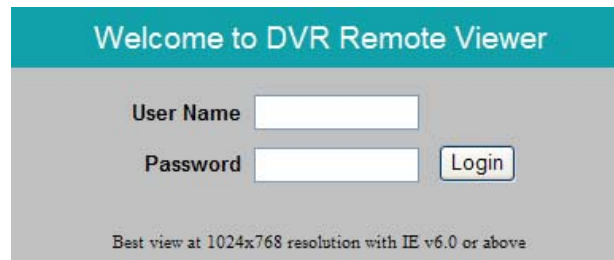 Welcome to DVR Remote Viewer
User Name
Password Login
Best view at 1024x768 resolution with IE v6.0 or above